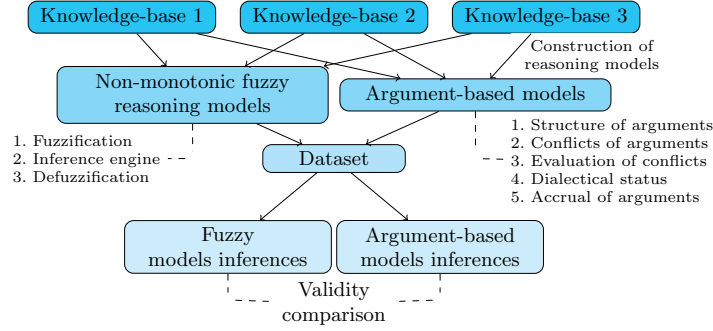 Knowledge-base 1
Knowledge-base 2
Knowledge-base 3
Construction of
reasoning models
Non-monotonic fuzzy
reasoning models
Argument-based models
1. Fuzzification
2. Inference engine
3. Defuzzification
1. Structure of arguments
2. Conflicts of arguments
3. Evaluation of conflicts
4. Dialectical status
5. Accrual of arguments
Dataset
Fuzzy
models inferences
Argument-based
models inferences
Validity
comparison